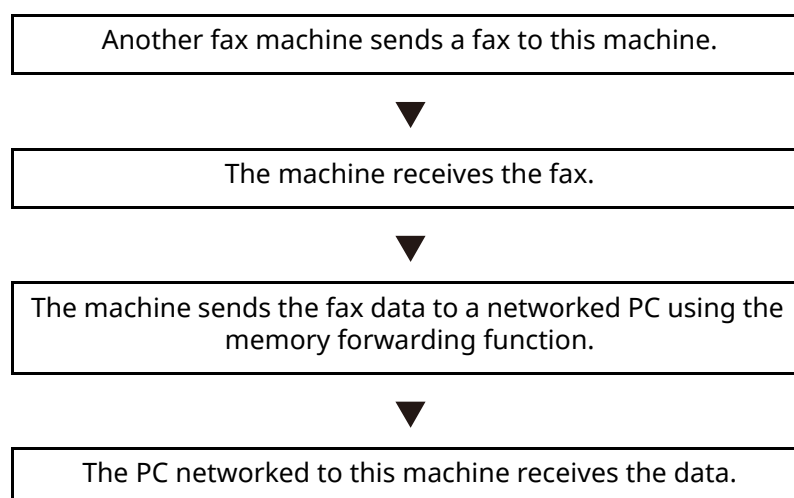 Another fax machine sends a fax to this machine.
The machine receives the fax.
The machine sends the fax data to a networked PC using the
memory forwarding function.
The PC networked to this machine receives the data.